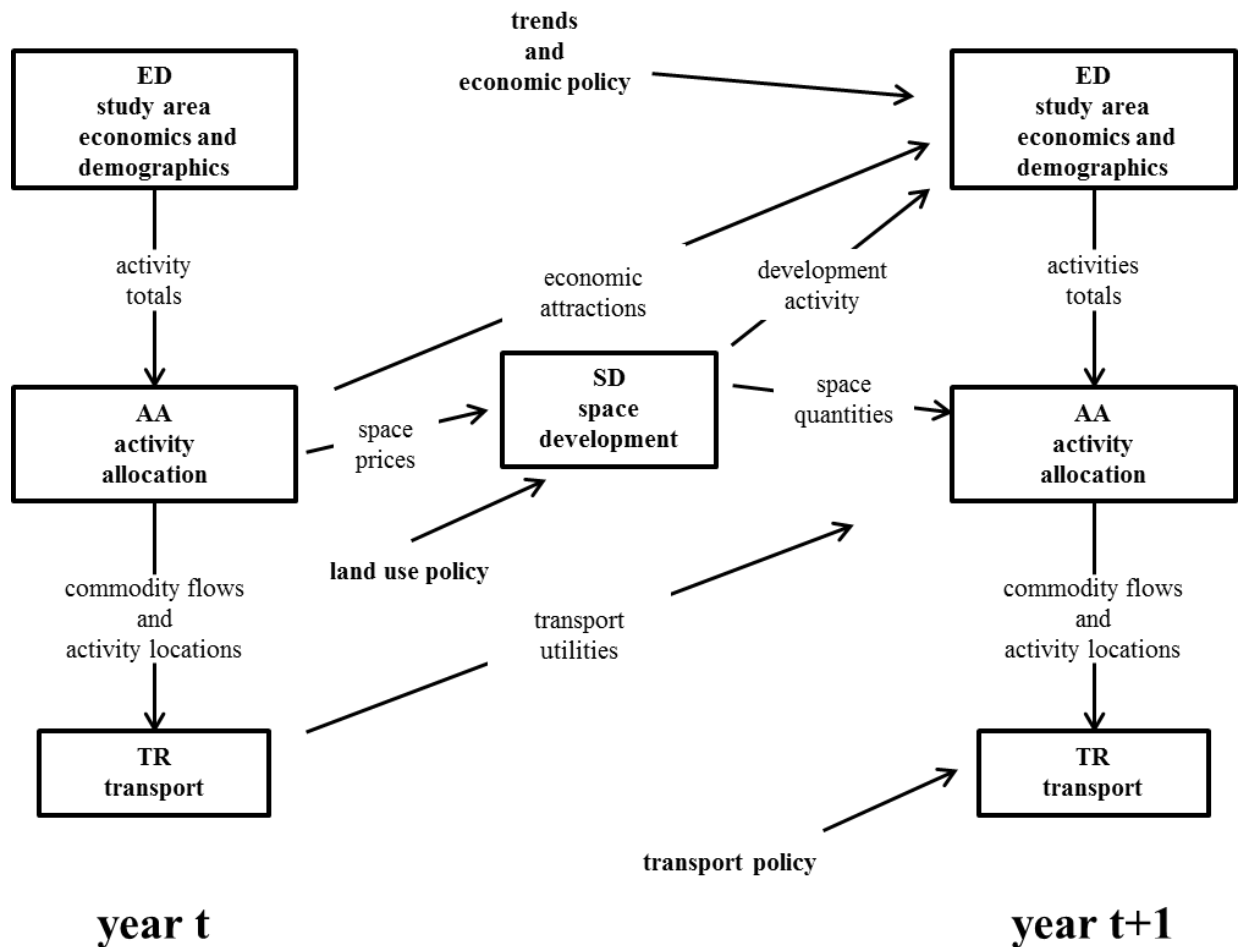 trends
and
economic policy
ED
study area
economics and
demographics
ED
study area
economics and
demographics
activity
totals
economic
attractions
development
activity
activities
totals
AA
activity
allocation
space
prices
SD
space
development
space
quantities
AA
activity
allocation
land use policy
commodity flows
and
activity locations
transport
utilities
commodity flows
and
activity locations
TR
transport
TR
transport
transport policy
year t
year t+1